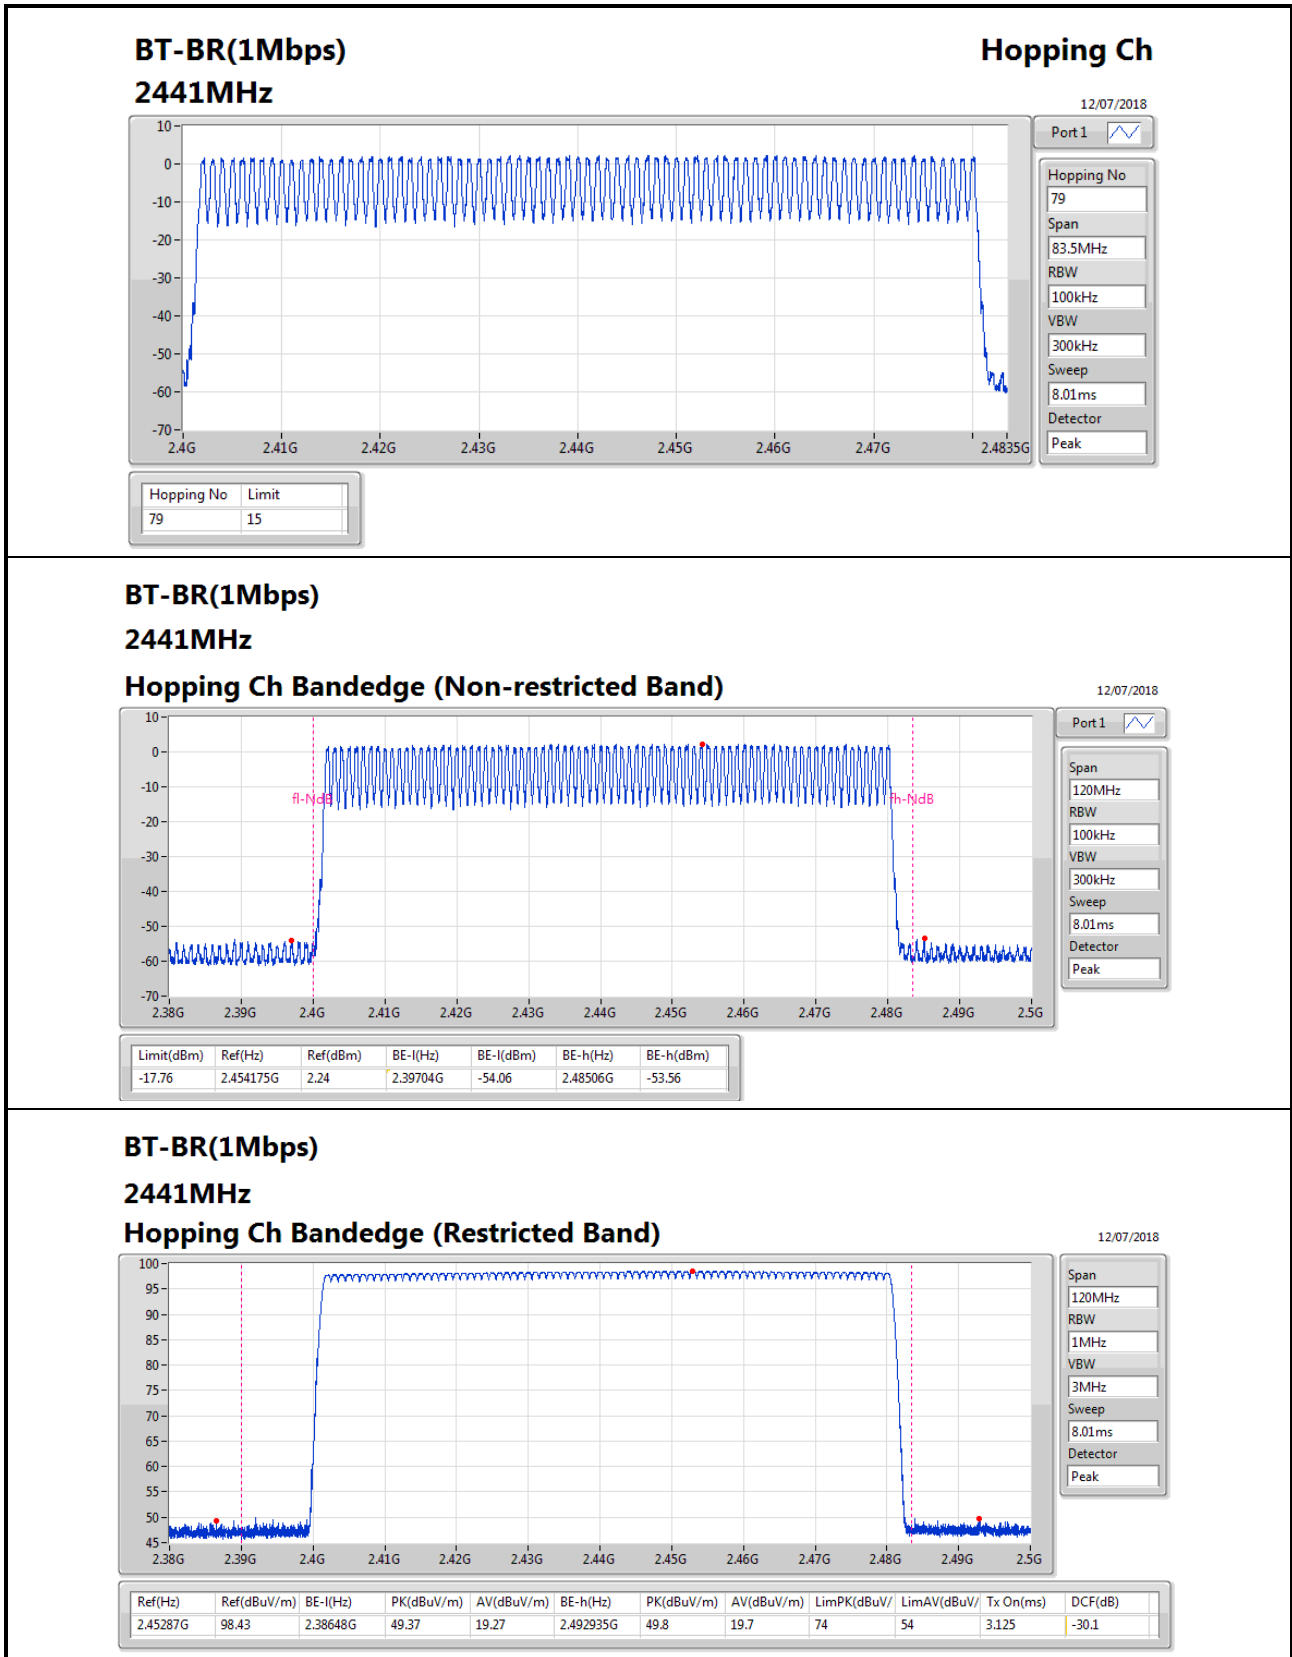 BT-BR(1Mbps)
Hopping Ch
2441MHz
12/07/2018
10
0
-10
-20
-30
-40
-50
-60
-70
2.4G 2.41G 2.42G 2.43G 2.44G 2.45G 2.46G 2.47G 2.4835G
Port 1
Hopping No
79
Span
83.5MHz
RBW
100kHz
VBW
300kHz
Sweep
8.01ms
Detector
Peak
Hopping No Limit
79 15
BT-BR(1Mbps)
2441MHz
Hopping Ch Bandedge (Non-restricted Band)
12/07/2018
10
0
-10
-20
-30
-40
-50
-60
-70
fl-NdB
fh-NdB
2.38G 2.39G 2.4G 2.41G 2.42G 2.43G 2.44G 2.45G 2.46G 2.47G 2.48G 2.49G 2.5G
Port 1
Span
120MHz
RBW
100kHz
VBW
300kHz
Sweep
8.01ms
Detector
Peak
Limit(dBm) Ref(Hz) Ref(dBm) BE-l(Hz) BE-l(dBm) BE-h(Hz) BE-h(dBm)
-17.76 2.454175G 2.24 2.39704G -54.06 2.48506G -53.56
BT-BR(1Mbps)
2441MHz
Hopping Ch Bandedge (Restricted Band)
12/07/2018
100
95
90
85
80
75
70
65
60
55
50
45
2.38G 2.39G 2.4G 2.41G 2.42G 2.43G 2.44G 2.45G 2.46G 2.47G 2.48G 2.49G 2.5G
Span
120MHz
RBW
1MHz
VBW
3MHz
Sweep
8.01ms
Detector
Peak
Ref(Hz) Ref(dBuV/m) BE-l(Hz) PK(dBuV/m) AV(dBuV/m) BE-h(Hz) PK(dBuV/m) AV(dBuV/m) LimPK(dBuV/ LimAV(dBuV/ Tx On(ms) DCF(dB)
2.45287G 98.43 2.38648G 49.37 19.27 2.492935G 49.8 19.7 74 54 3.125 -30.1